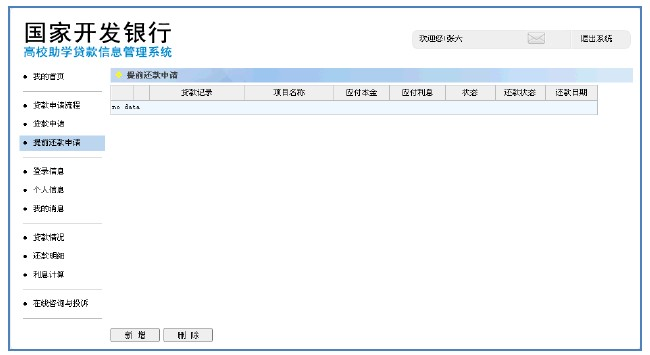 国家开发银行
高校助学贷款信息管理系统
欢迎您!张六
退出系统
我的首页
贷款申请流程
贷款申请
提前还款申请
登录信息
个人信息
我的消息
贷款情况
还款明细
利息计算
在线咨询与投诉
提前还款申请
贷款记录 项目名称 应付本金 应付利息 状态 还款状态 还款日期
no data
新 增 删 除